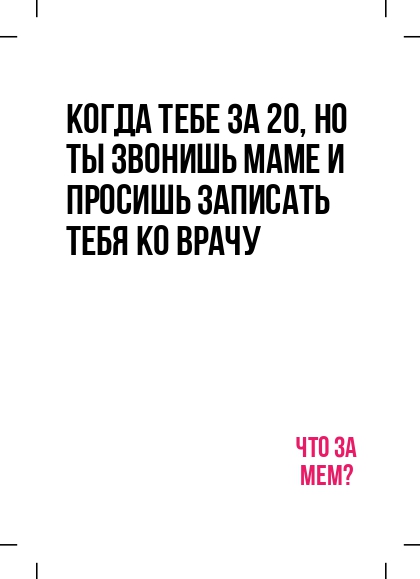 КОГДА ТЕБЕ ЗА 20, НО
ТЫ ЗВОНИШЬ МАМЕ И
ПРОСИШЬ ЗАПИСАТЬ
ТЕБЯ КО ВРАЧУ
ЧТО ЗА
МЕМ?